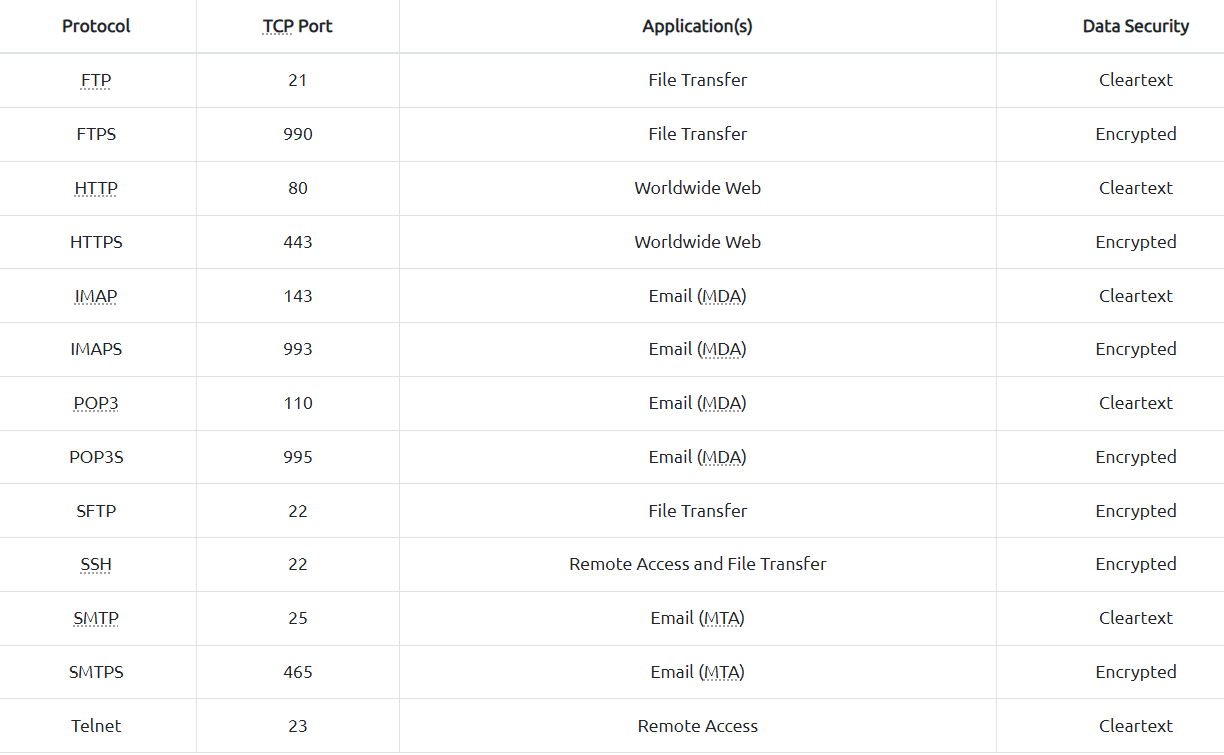 Protocol TCP Port Application(s) Data Security
FTP 21 File Transfer Cleartext
FTPS 990 File Transfer Encrypted
HTTP 80 Worldwide Web Cleartext
HTTPS 443 Worldwide Web Encrypted
IMAP 143 Email (MDA) Cleartext
IMAPS 993 Email (MDA) Encrypted
POP3 110 Email (MDA) Cleartext
POP3S 995 Email (MDA) Encrypted
SFTP 22 File Transfer Encrypted
SSH 22 Remote Access and File Transfer Encrypted
SMTP 25 Email (MTA) Cleartext
SMTPS 465 Email (MTA) Encrypted
Telnet 23 Remote Access Cleartext